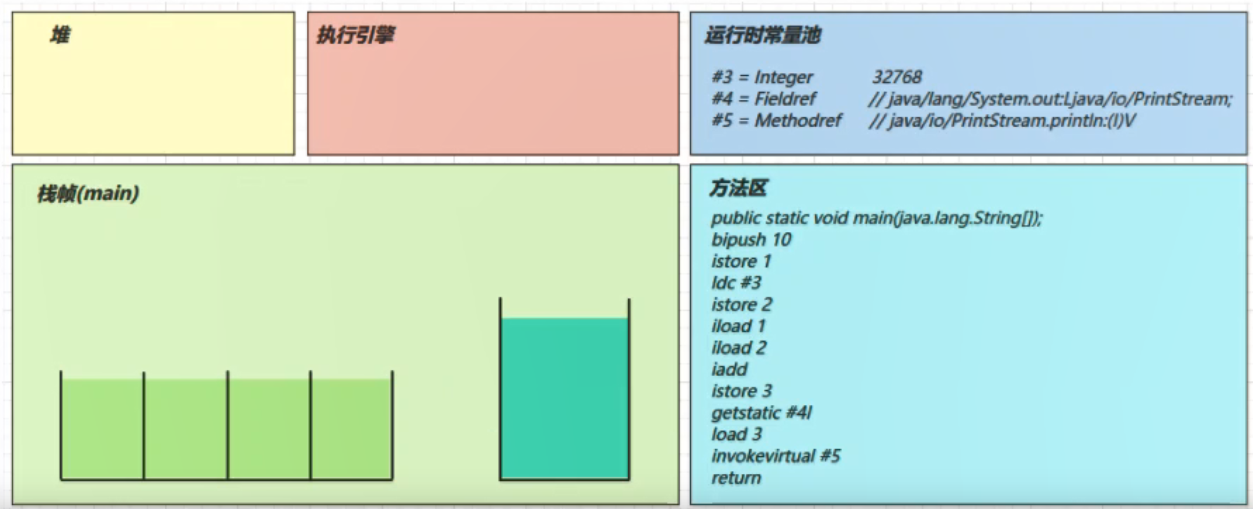 堆
执行引擎
运行时常量池
#3 = Integer 32768
#4 = Fieldref // java/lang/System.out:Ljava/io/PrintStream;
#5 = Methodref // java/io/PrintStream.println:(I)V
栈帧(main)
方法区
public static void main(java.lang.String[]);
bipush 10
istore 1
ldc #3
istore 2
iload 1
iload 2
iadd
istore 3
getstatic #4l
load 3
invokevirtual #5
return